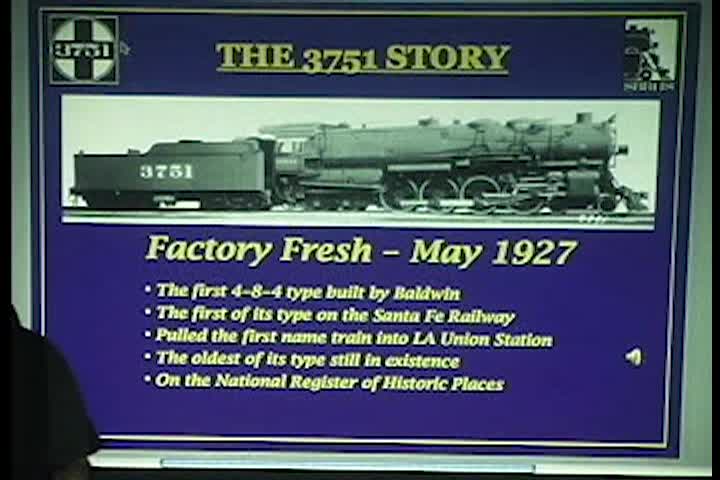 3751
THE 3751 STORY
SBRHS
3751
Factory Fresh – May 1927
• The first 4-8-4 type built by Baldwin
• The first of its type on the Santa Fe Railway
• Pulled the first name train into LA Union Station
• The oldest of its type still in existence
• On the National Register of Historic Places